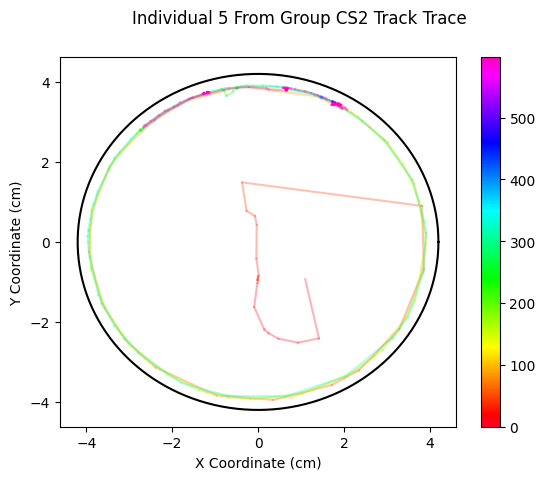 Individual 5 From Group CS2 Track Trace
4
2
0
−2
−4
Y Coordinate (cm)
−4 −2 0 2 4
X Coordinate (cm)
500
400
300
200
100
0